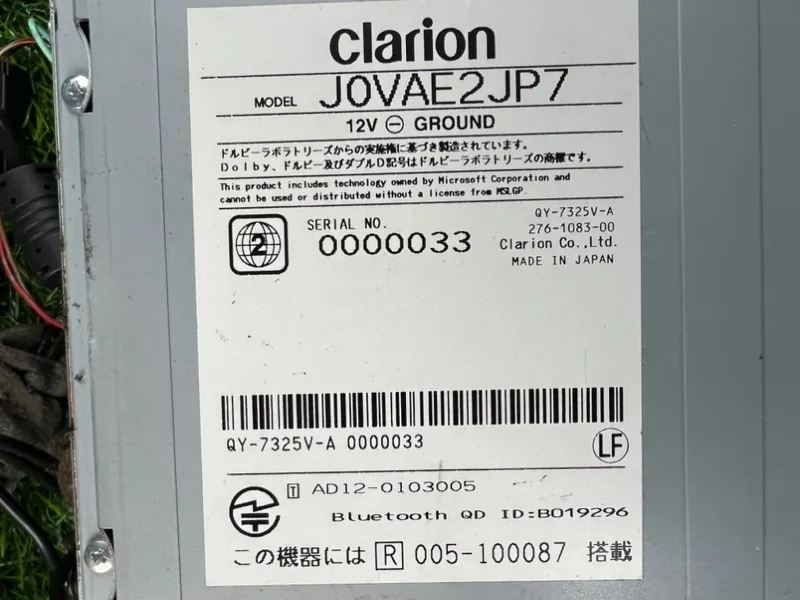 clarion
MODEL J0VAE2JP7
12V ⊖ GROUND
ドルビーラボラトリーズからの実施権に基づき製造されています。
Dolby、ドルビー及びダブルD記号はドルビーラボラトリーズの商標です。
This product includes technology owned by Microsoft Corporation and
cannot be used or distributed without a license from MSLGP.
2
SERIAL NO.
0000033
QY-7325V-A
276-1083-00
Clarion Co.,Ltd.
MADE IN JAPAN
QY-7325V-A 0000033
LF
T AD12-0103005
Bluetooth QD ID:B019296
この機器には R 005-100087 搭載